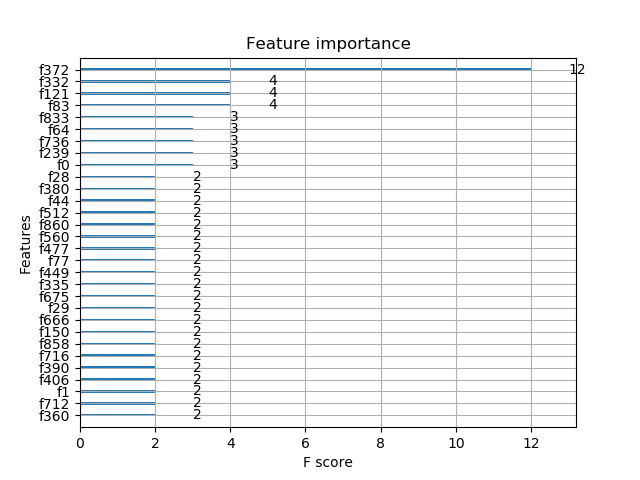 Feature importance
f372 12
f332 4
f121 4
f83 4
f833 3
f64 3
f736 3
f239 3
f0 3
f28 2
f380 2
f44 2
f512 2
f860 2
f560 2
f477 2
f77 2
f449 2
f335 2
f675 2
f29 2
f666 2
f150 2
f858 2
f716 2
f390 2
f406 2
f1 2
f712 2
f360 2
Features
0 2 4 6 8 10 12
F score